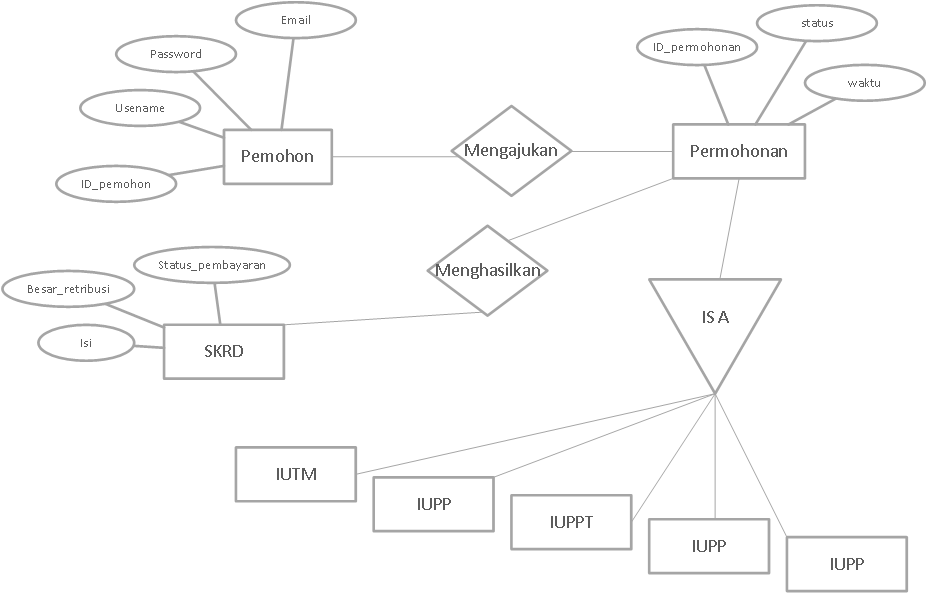 Email
status
Password
ID_permohonan
waktu
Usename
Pemohon
Mengajukan
Permohonan
ID_pemohon
Status_pembayaran
Menghasilkan
Besar_retribusi
IS A
Isi
SKRD
IUTM
IUPP
IUPPT
IUPP
IUPP